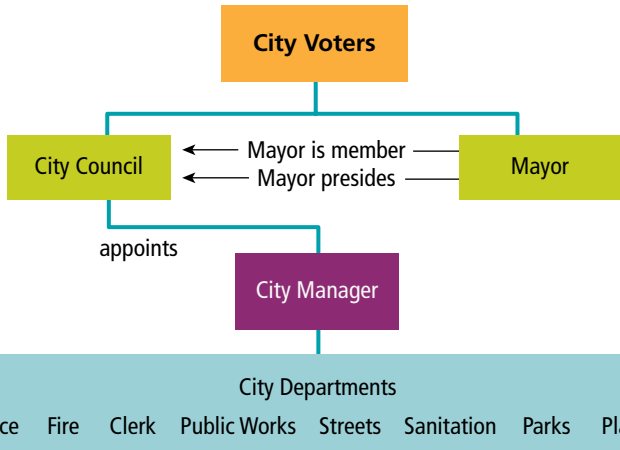 City Voters
City Council
Mayor is member
Mayor presides
Mayor
appoints
City Manager
City Departments
Fire Clerk Public Works Streets Sanitation Parks